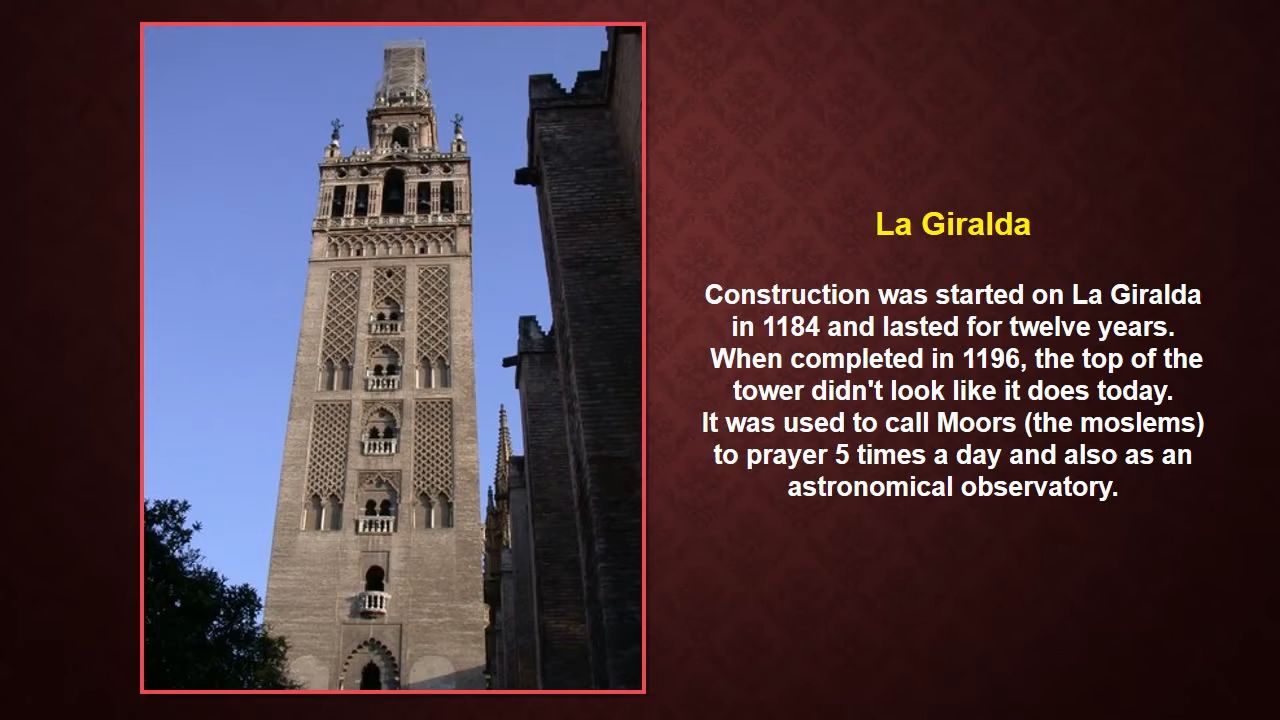 La Giralda
Construction was started on La Giralda
in 1184 and lasted for twelve years.
When completed in 1196, the top of the
tower didn't look like it does today.
It was used to call Moors (the moslems)
to prayer 5 times a day and also as an
astronomical observatory.